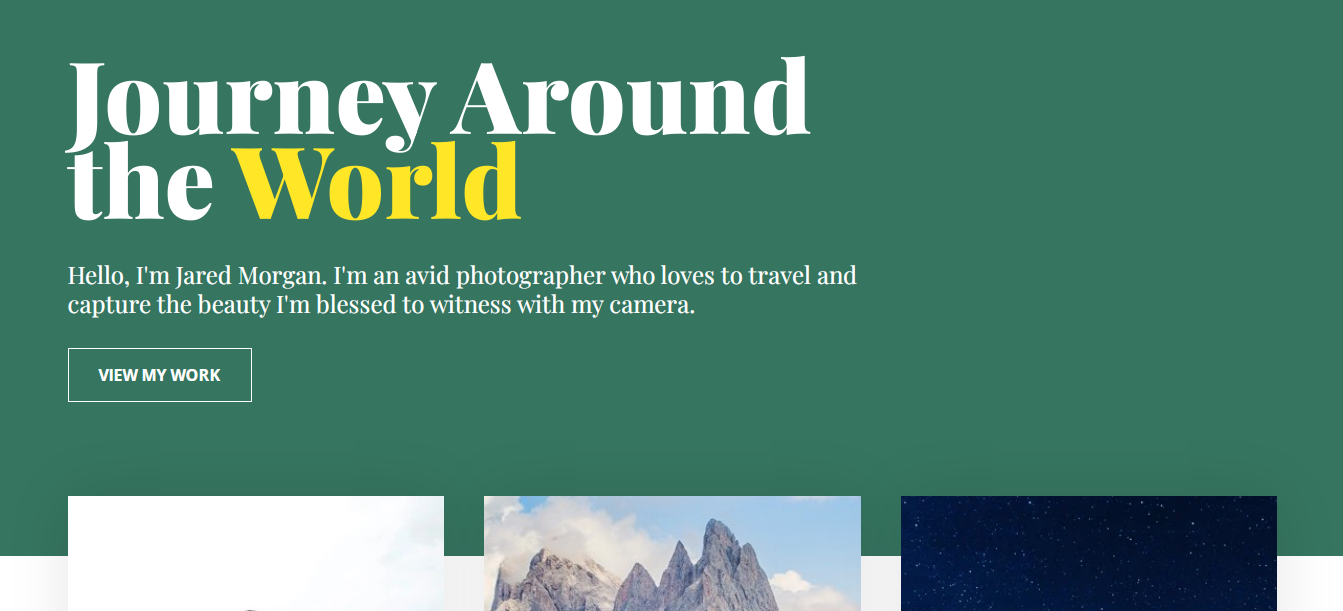 Journey Around
the World
Hello, I'm Jared Morgan. I'm an avid photographer who loves to travel and
capture the beauty I'm blessed to witness with my camera.
VIEW MY WORK